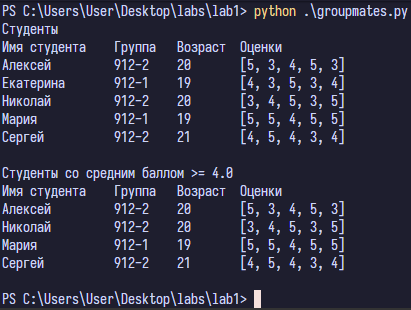 PS C:\Users\User\Desktop\labs\lab1> python .\groupmates.py
Студенты
Имя студента Группа Возраст Оценки
Алексей 912-2 20 [5, 3, 4, 5, 3]
Екатерина 912-1 19 [4, 3, 5, 3, 4]
Николай 912-2 20 [3, 4, 5, 3, 5]
Мария 912-1 19 [5, 5, 4, 5, 5]
Сергей 912-2 21 [4, 5, 4, 3, 4]
Студенты со средним баллом >= 4.0
Имя студента Группа Возраст Оценки
Алексей 912-2 20 [5, 3, 4, 5, 3]
Николай 912-2 20 [3, 4, 5, 3, 5]
Мария 912-1 19 [5, 5, 4, 5, 5]
Сергей 912-2 21 [4, 5, 4, 3, 4]
PS C:\Users\User\Desktop\labs\lab1>